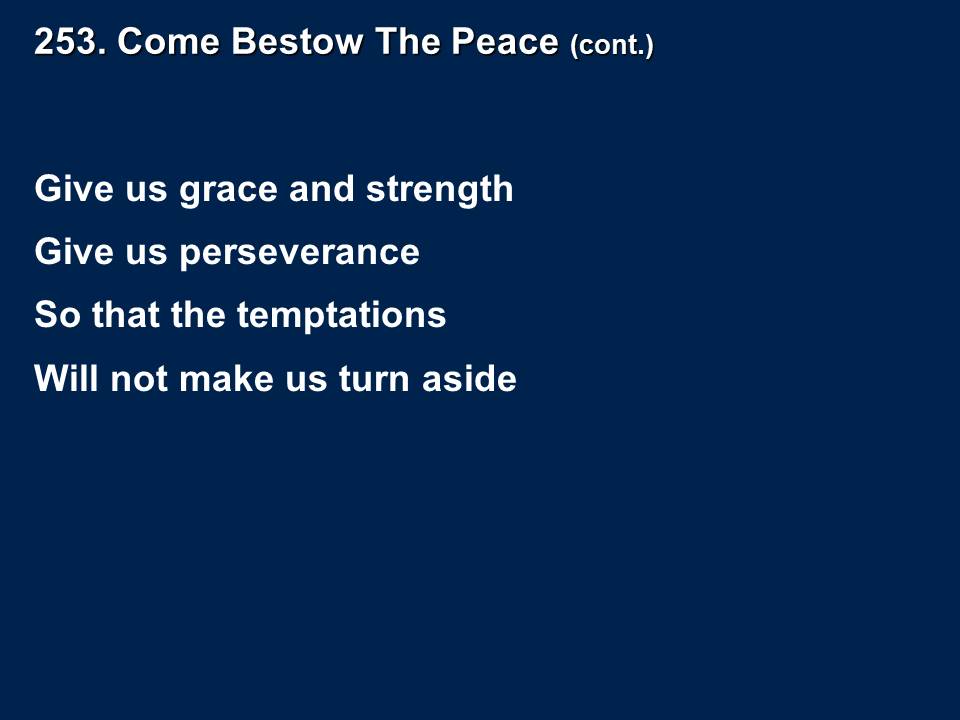 253. Come Bestow The Peace (cont.)
Give us grace and strength
Give us perseverance
So that the temptations
Will not make us turn aside